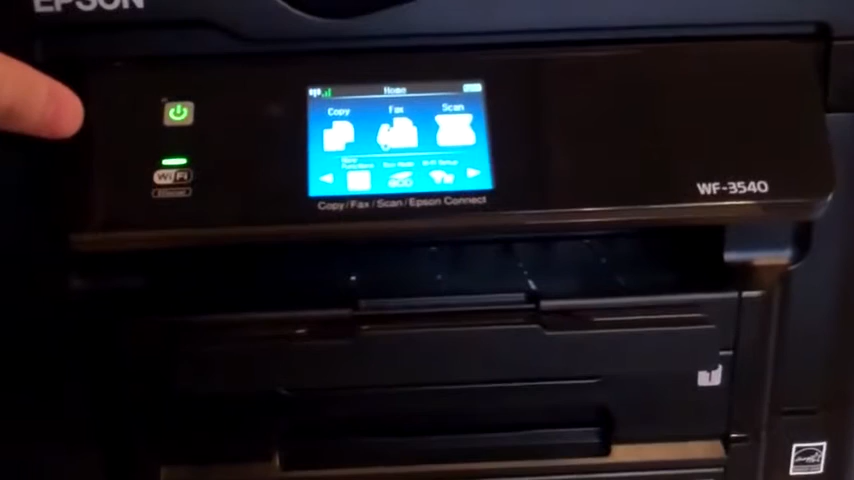 EPSON
Home
Copy
Fax
Scan
WiFi
WF-3540
Copy/Fax/Scan/Epson Connect